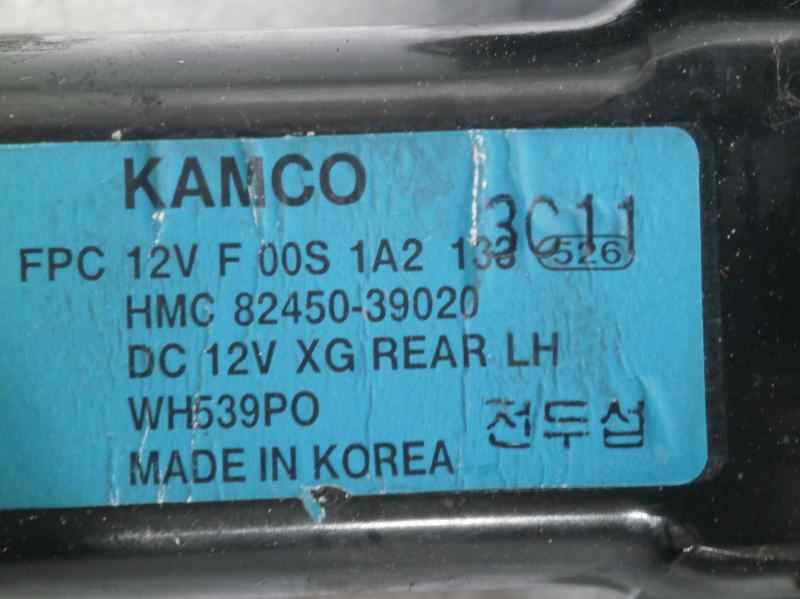 KAMCO
3C11
FPC 12V F 00S 1A2 138 526
HMC 82450-39020
DC 12V XG REAR LH
WH539PO
전두섭
MADE IN KOREA